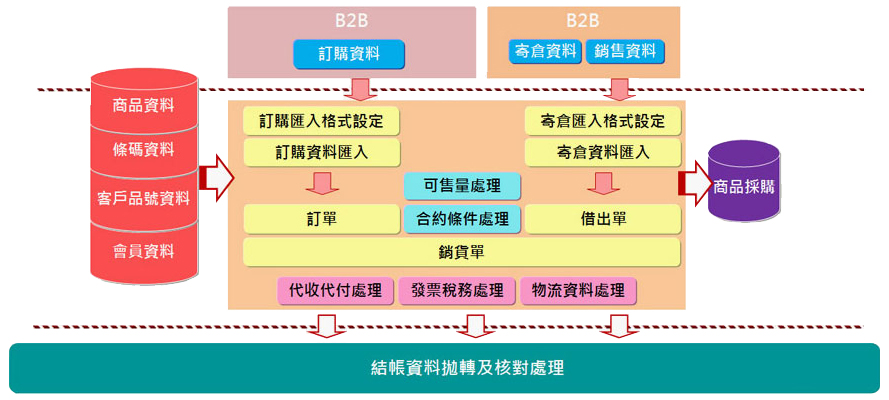 B2B
訂購資料
B2B
寄倉資料
銷售資料
商品資料
條碼資料
客戶品號資料
會員資料
訂購匯入格式設定
訂購資料匯入
寄倉匯入格式設定
寄倉資料匯入
可售量處理
合約條件處理
訂單
借出單
銷貨單
代收代付處理
發票稅務處理
物流資料處理
商品採購
結帳資料拋轉及核對處理